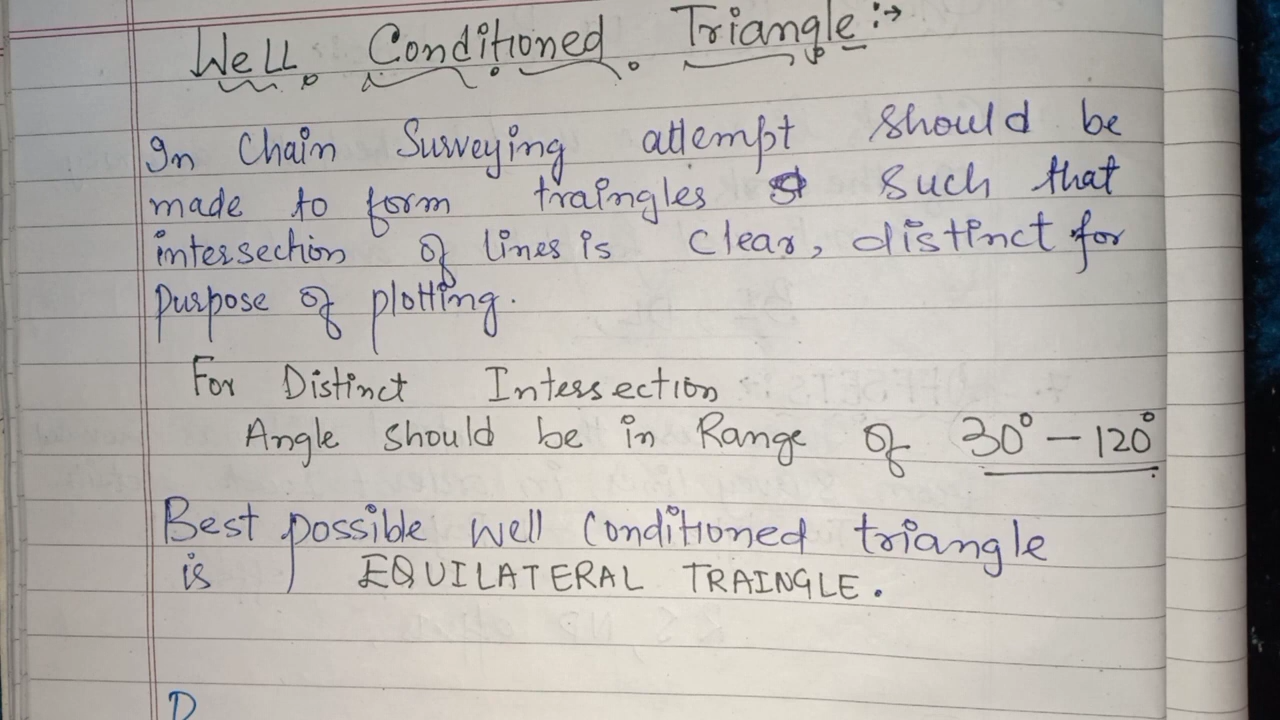 Well Conditioned Triangle :→
In Chain Surveying attempt should be
made to form traingles such that
intersection of lines is clear, distinct for
purpose of plotting.
For Distinct Intersection
Angle should be in Range of 30° – 120°
Best possible well Conditioned triangle
is EQUILATERAL TRAINGLE.
D